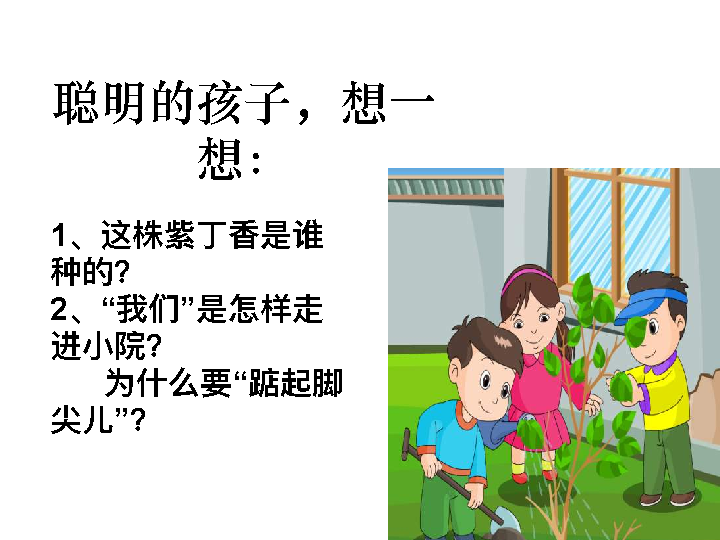 聪明的孩子，想一
想：
1、这株紫丁香是谁
种的？
2、“我们”是怎样走
进小院？
为什么要“踮起脚
尖儿”？